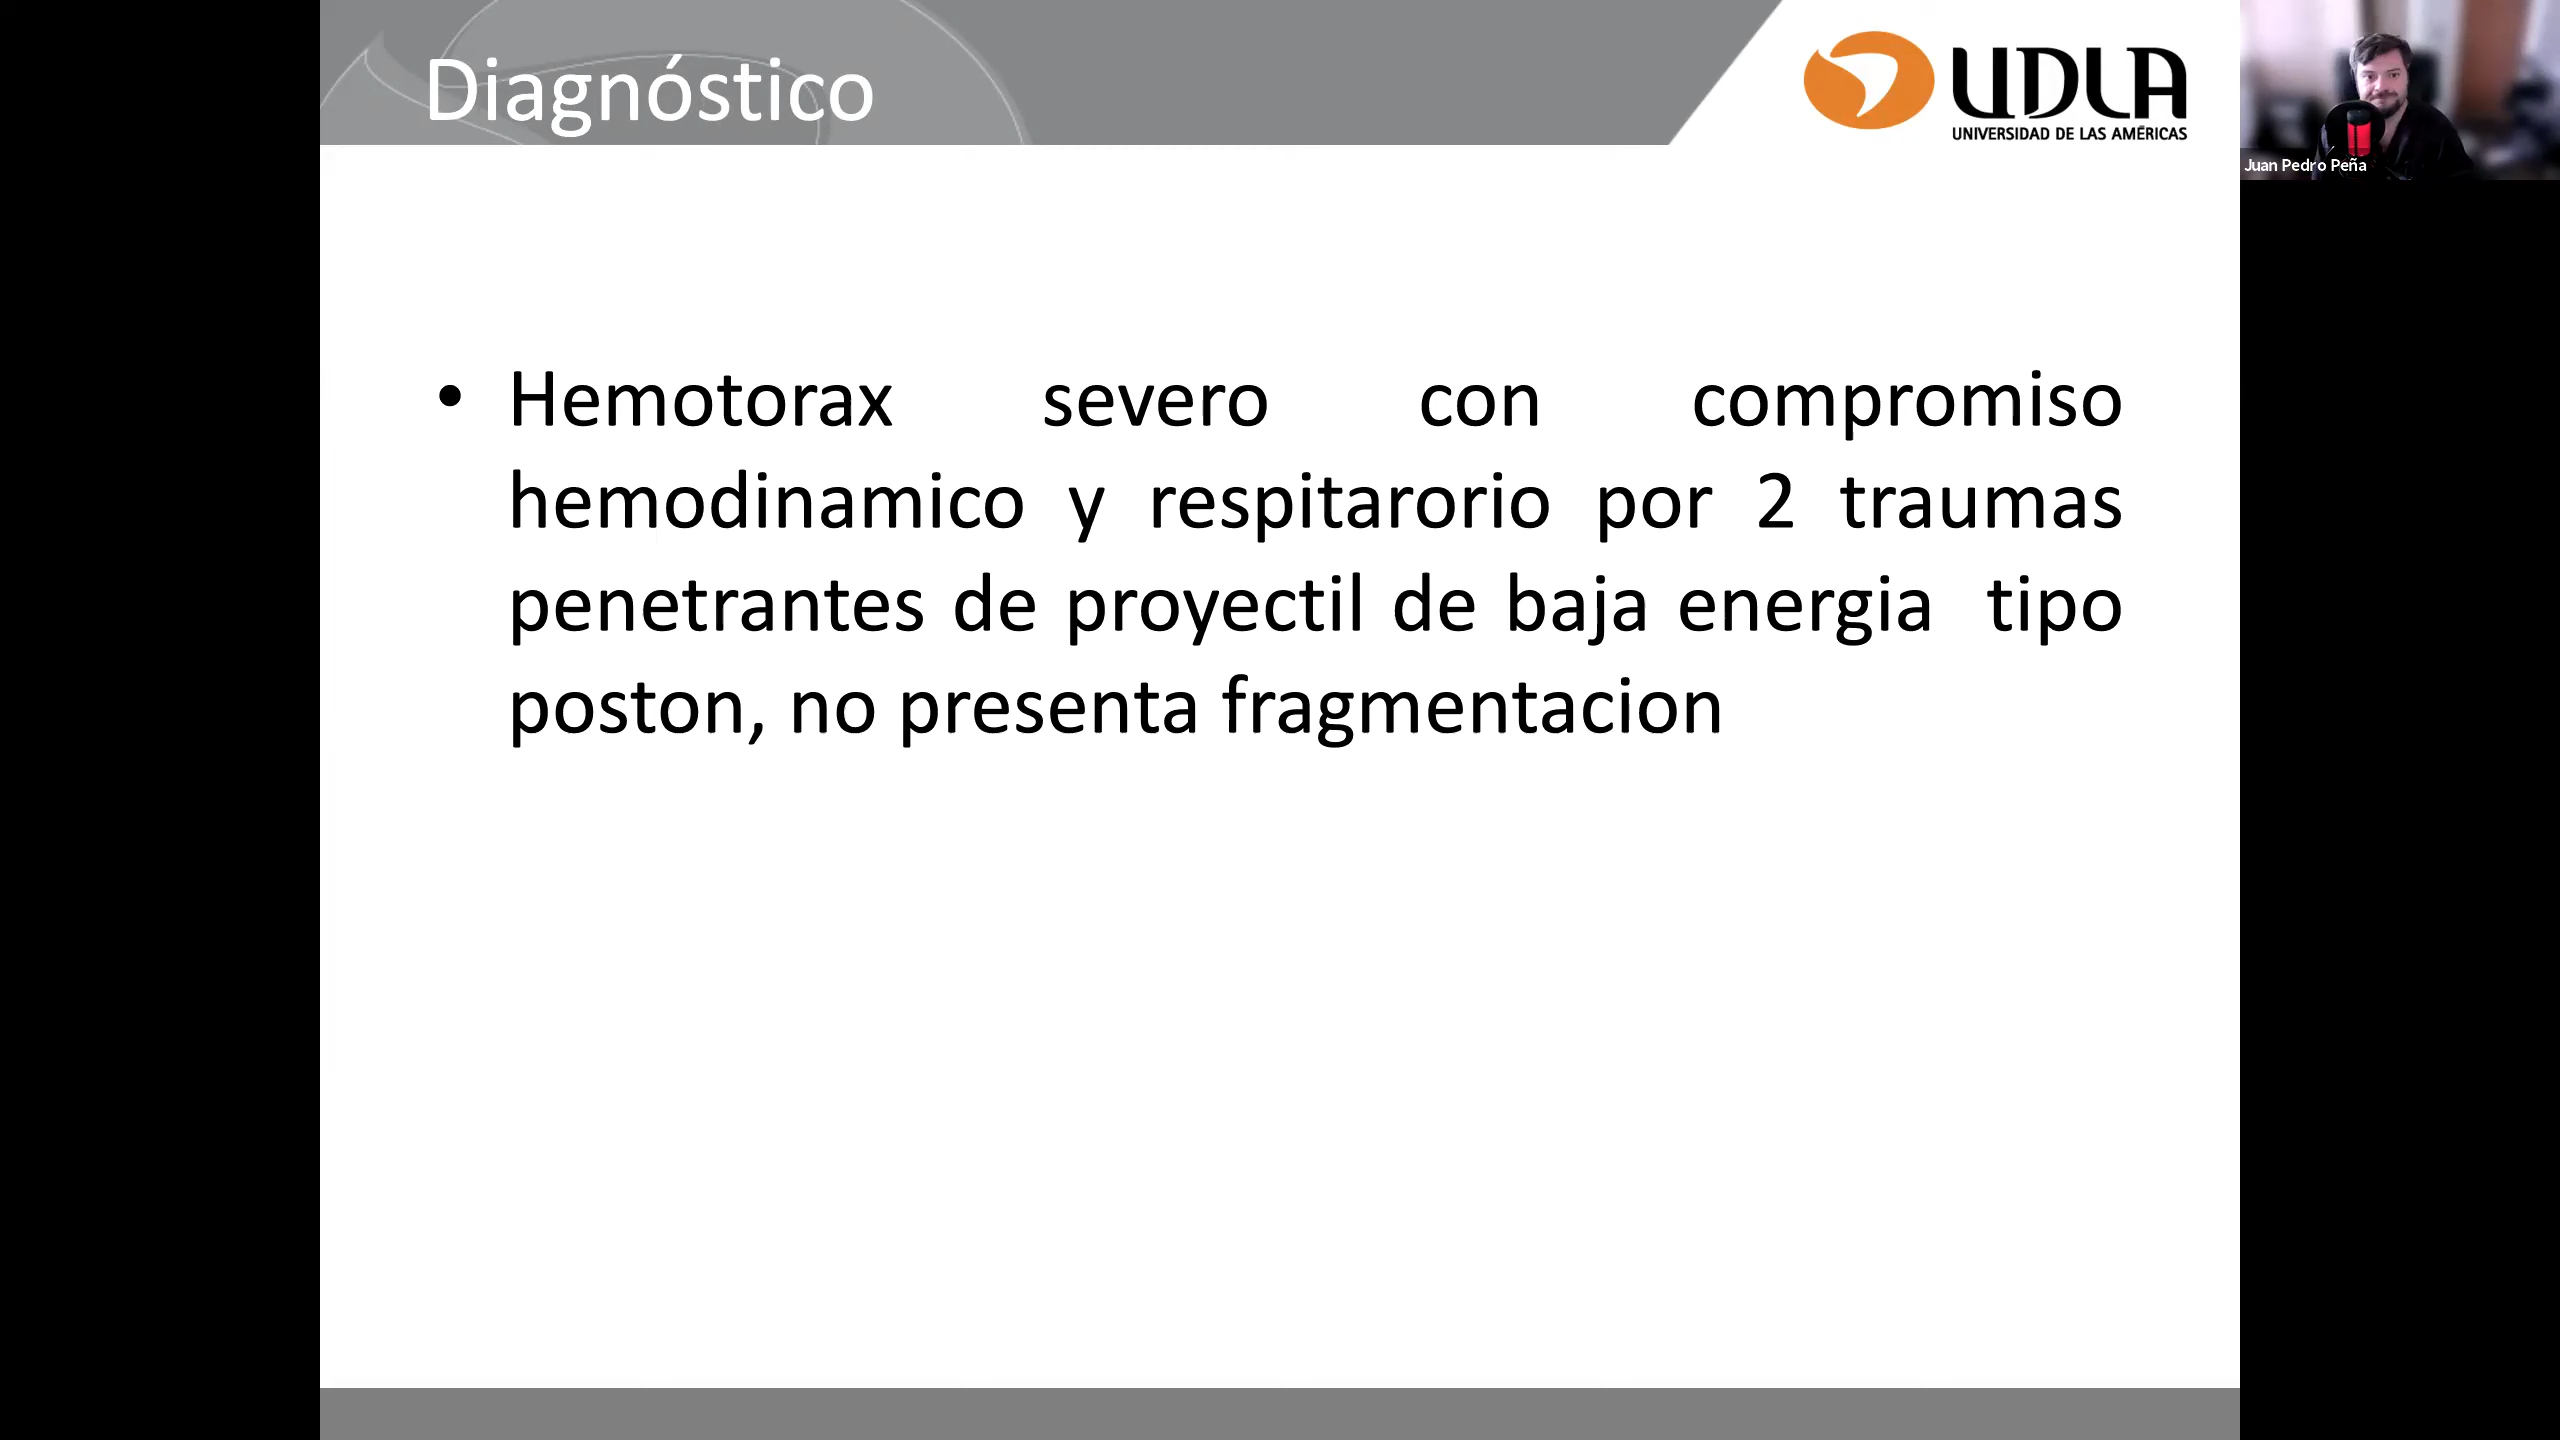 Diagnóstico
UDLA
UNIVERSIDAD DE LAS AMÉRICAS
Juan Pedro Peña
• Hemotorax severo con compromiso
hemodinamico y respitarorio por 2 traumas
penetrantes de proyectil de baja energia tipo
poston, no presenta fragmentacion